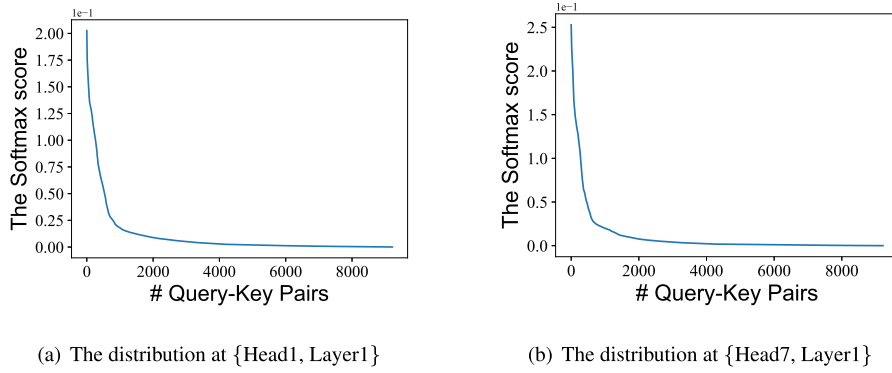 1e−1
2.00
1.75
1.50
1.25
1.00
0.75
0.50
0.25
0.00
The Softmax score
0 2000 4000 6000 8000
# Query-Key Pairs
(a) The distribution at {Head1, Layer1}
1e−1
2.5
2.0
1.5
1.0
0.5
0.0
The Softmax score
0 2000 4000 6000 8000
# Query-Key Pairs
(b) The distribution at {Head7, Layer1}